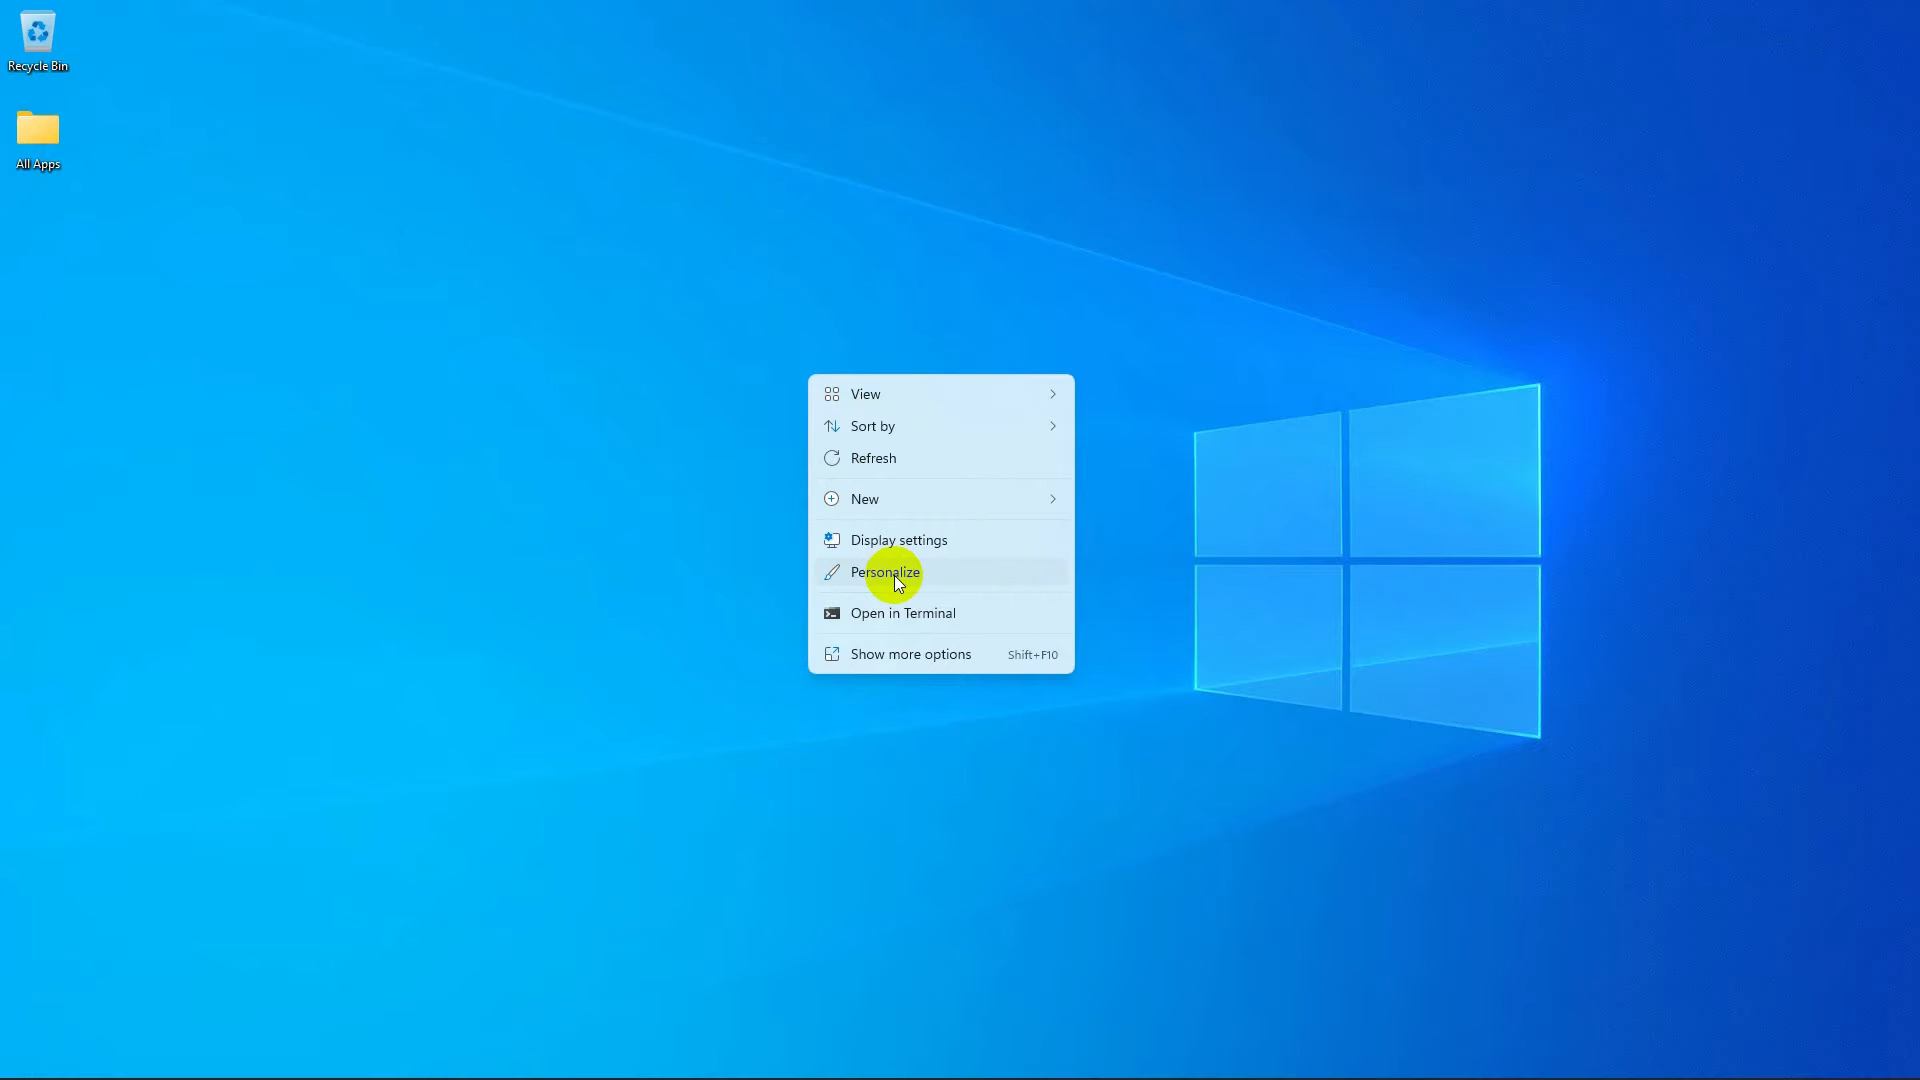 Recycle Bin
All Apps
View
Sort by
Refresh
New
Display settings
Personalize
Open in Terminal
Show more options Shift+F10